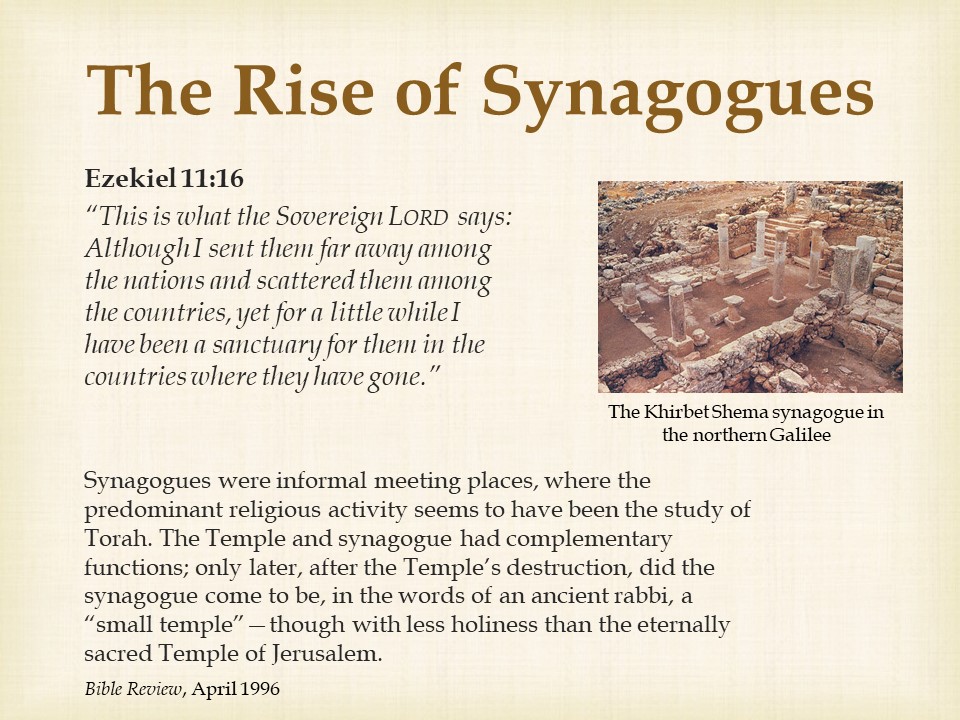 The Rise of Synagogues
Ezekiel 11:16
“This is what the Sovereign LORD says:
Although I sent them far away among
the nations and scattered them among
the countries, yet for a little while I
have been a sanctuary for them in the
countries where they have gone.”
The Khirbet Shema synagogue in
the northern Galilee
Synagogues were informal meeting places, where the
predominant religious activity seems to have been the study of
Torah. The Temple and synagogue had complementary
functions; only later, after the Temple’s destruction, did the
synagogue come to be, in the words of an ancient rabbi, a
“small temple”—though with less holiness than the eternally
sacred Temple of Jerusalem.
Bible Review, April 1996